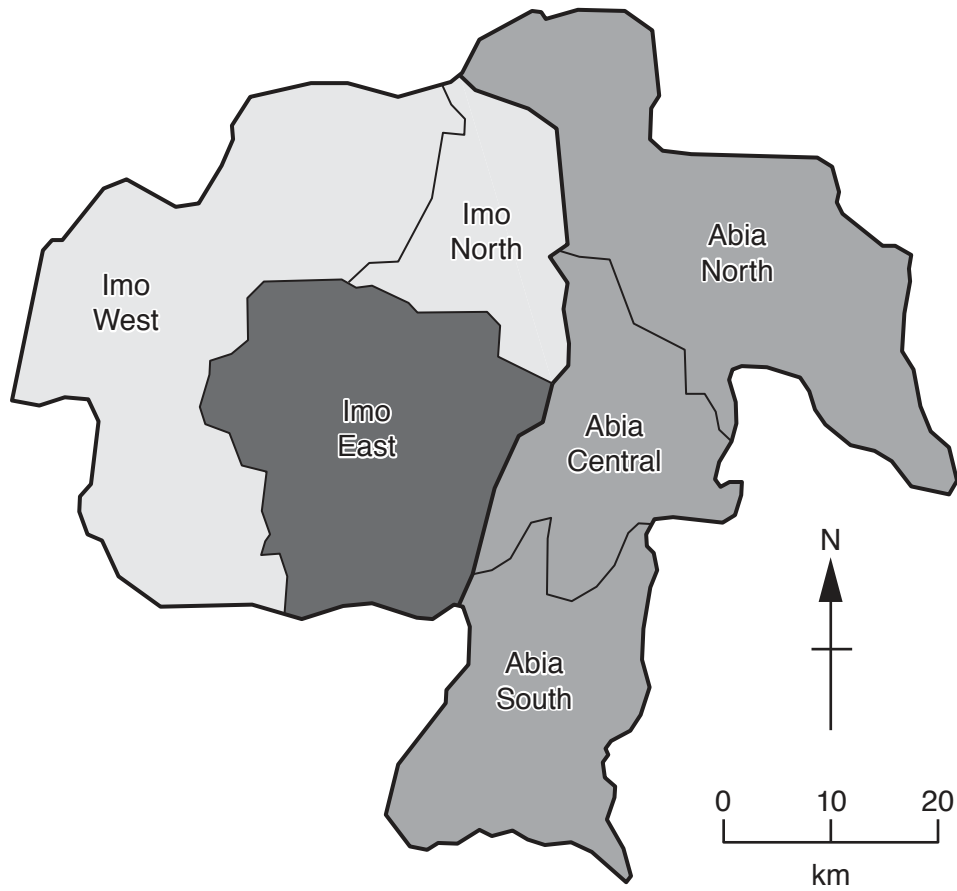 Imo
North
Abia
North
Imo
West
Imo
East
Abia
Central
N
Abia
South
0 10 20
km